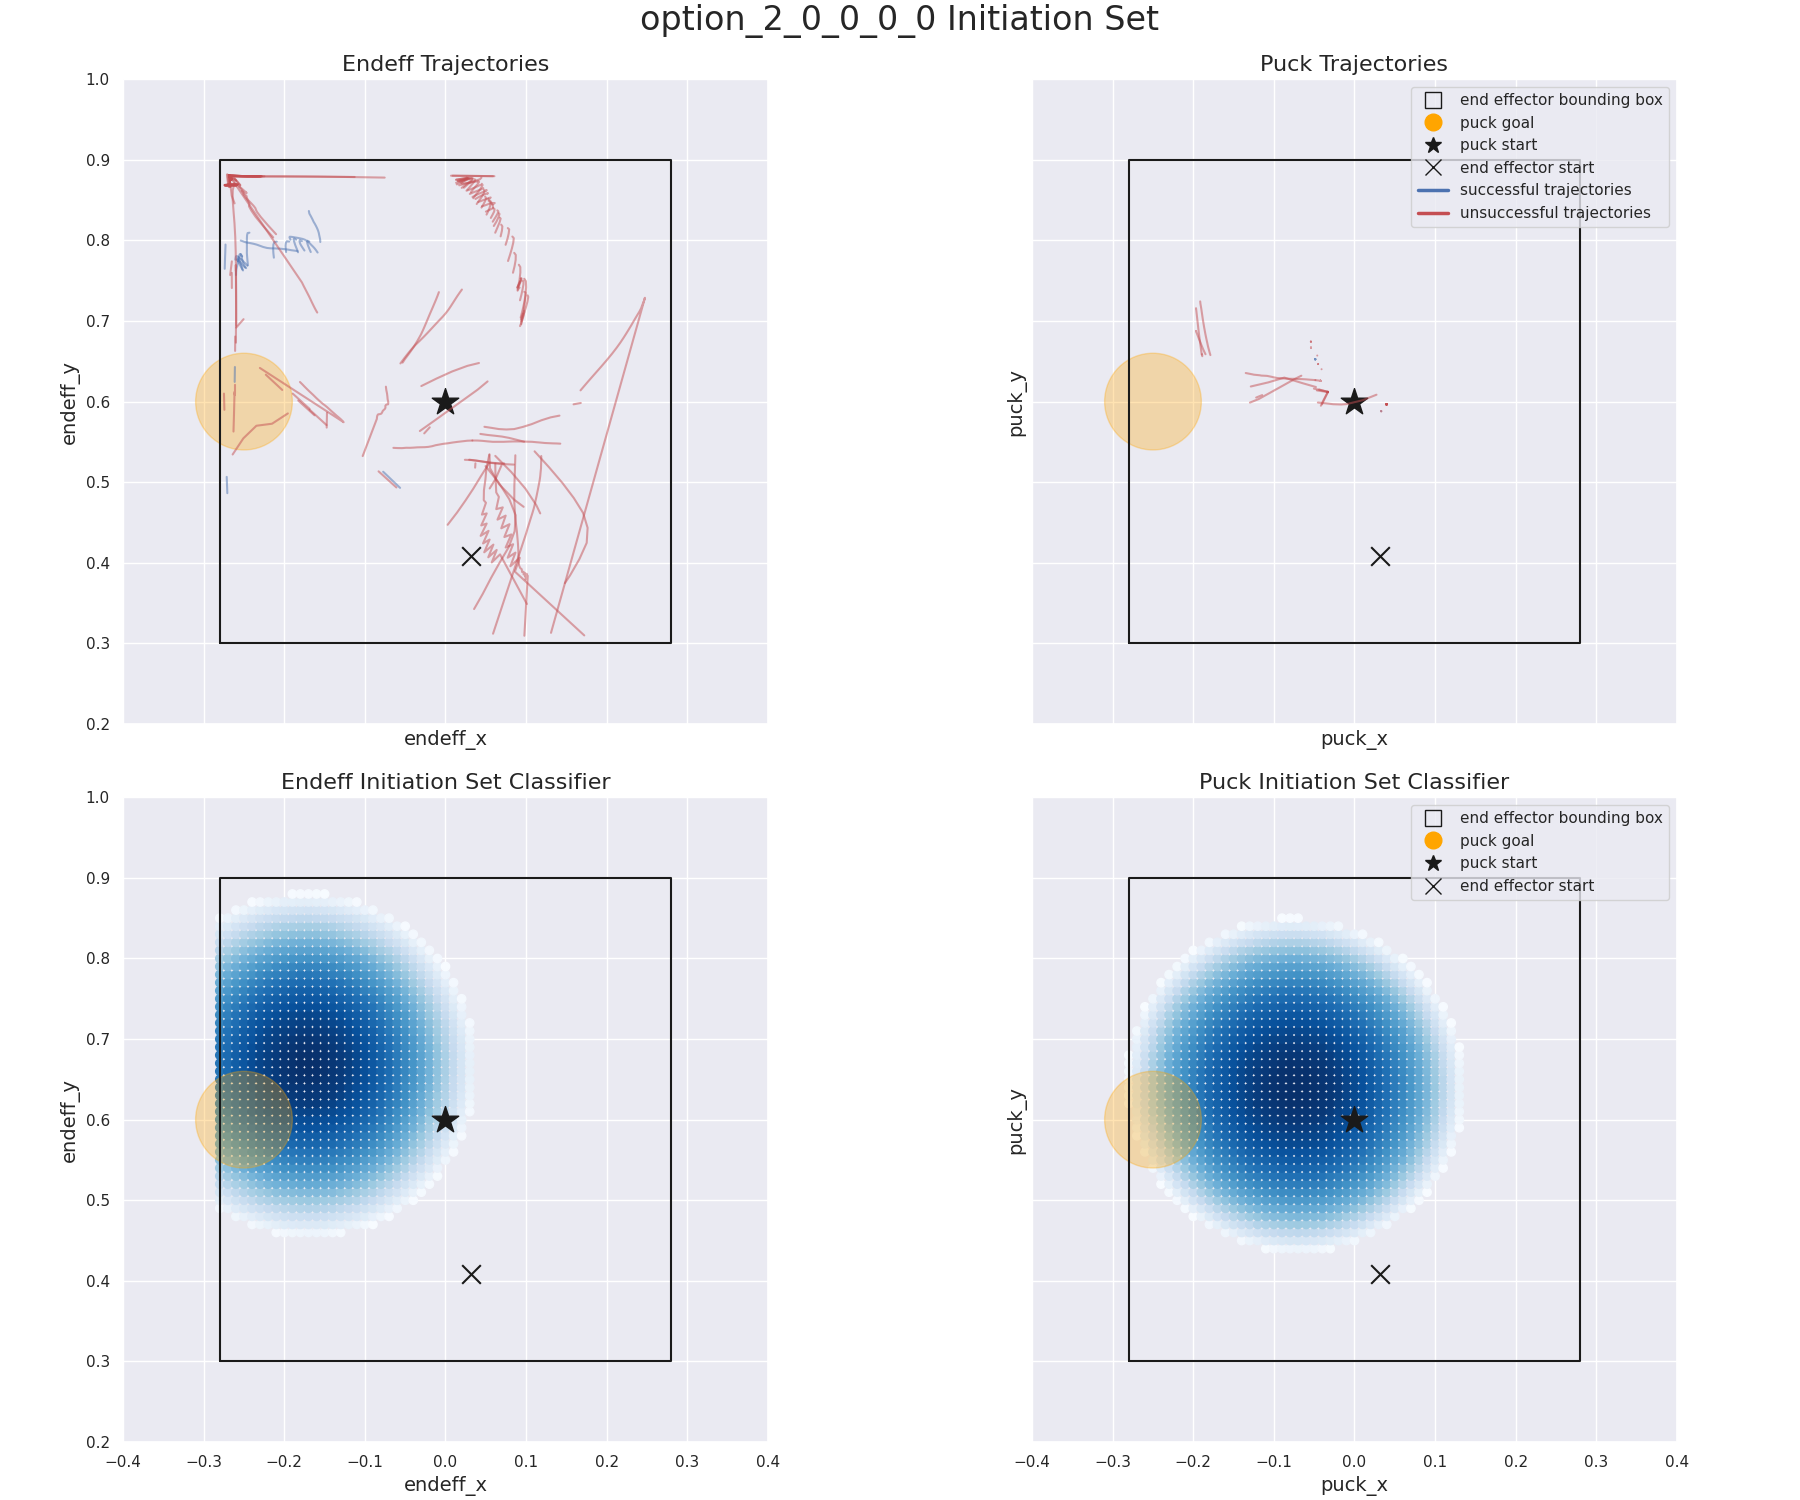 option_2_0_0_0_0 Initiation Set
Endeff Trajectories
1.0
0.9
0.8
0.7
0.6
0.5
0.4
0.3
0.2
endeff_y
endeff_x
Puck Trajectories
end effector bounding box
puck goal
puck start
end effector start
successful trajectories
unsuccessful trajectories
puck_y
puck_x
Endeff Initiation Set Classifier
1.0
0.9
0.8
0.7
0.6
0.5
0.4
0.3
0.2
endeff_y
−0.4 −0.3 −0.2 −0.1 0.0 0.1 0.2 0.3 0.4
endeff_x
Puck Initiation Set Classifier
end effector bounding box
puck goal
puck start
end effector start
puck_y
−0.4 −0.3 −0.2 −0.1 0.0 0.1 0.2 0.3 0.4
puck_x